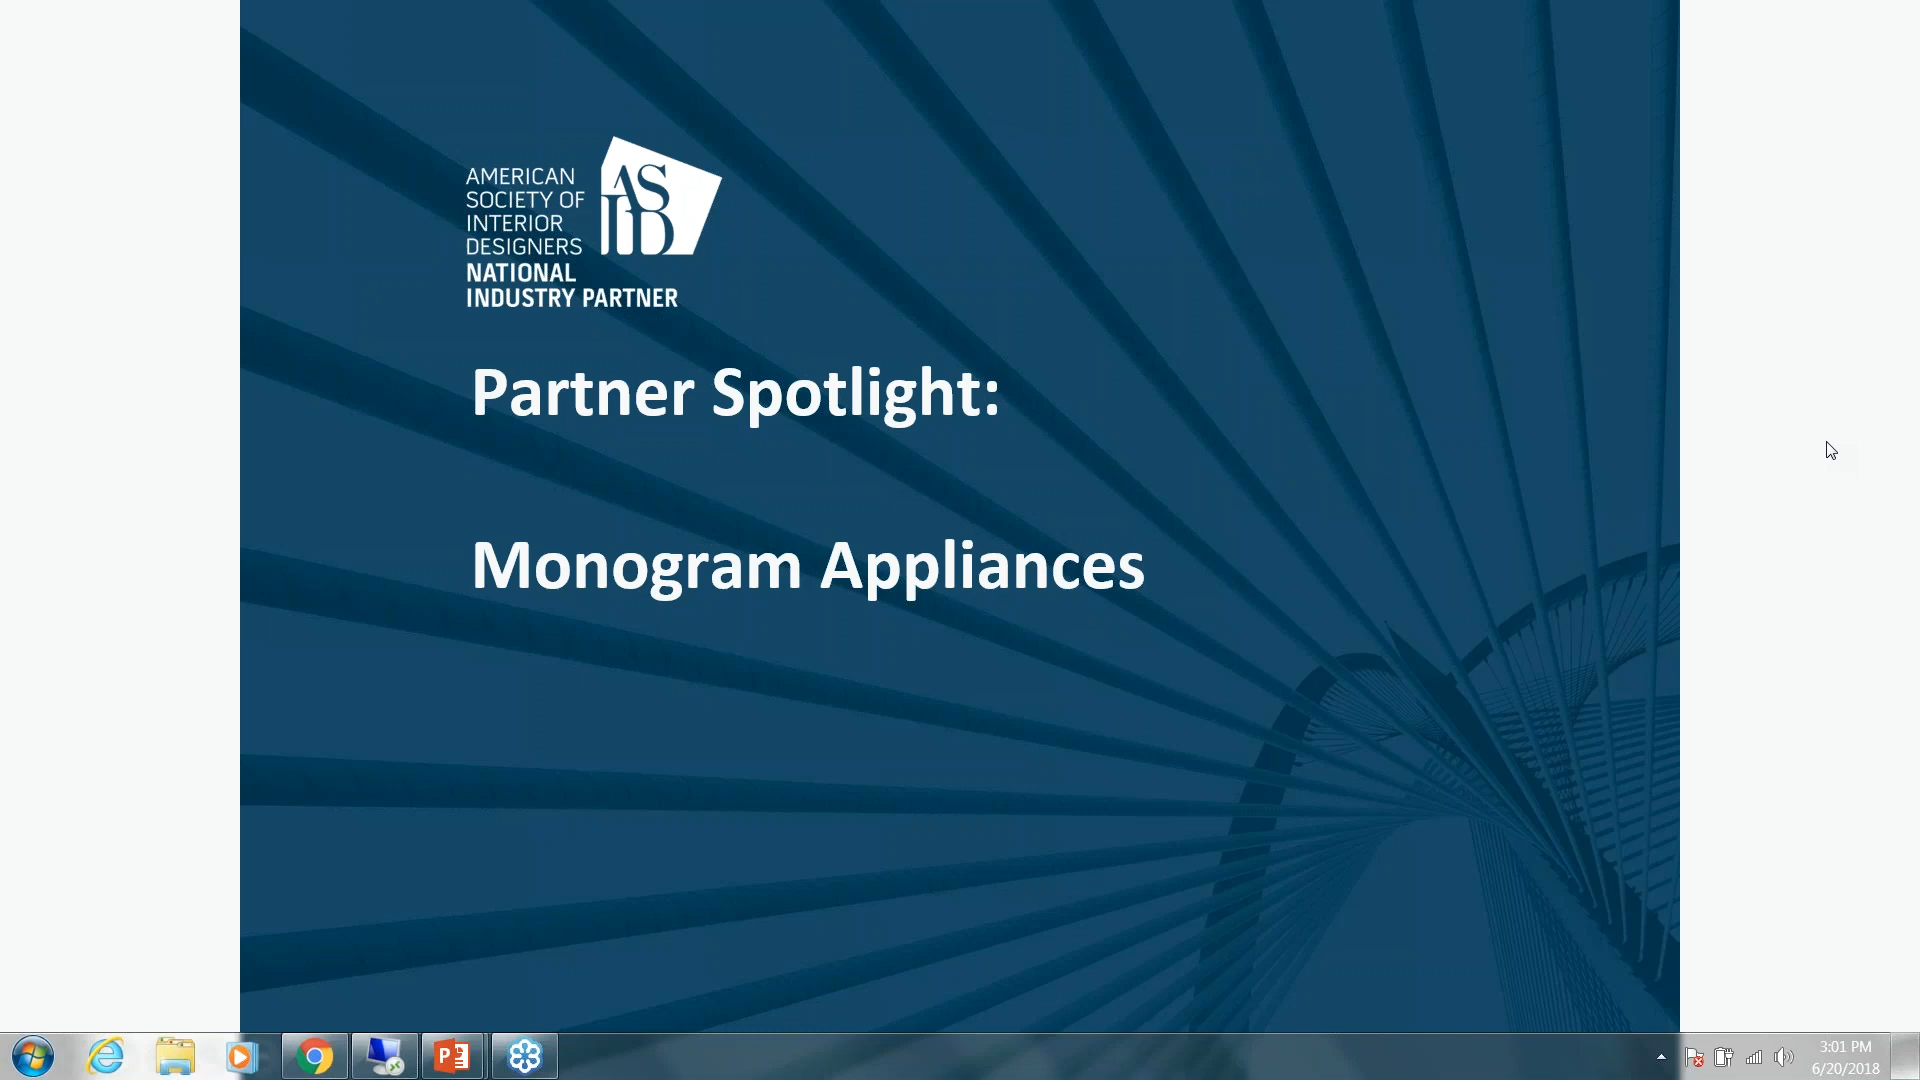 AMERICAN
SOCIETY OF
INTERIOR
DESIGNERS
ASID
NATIONAL
INDUSTRY PARTNER
Partner Spotlight:
Monogram Appliances
3:01 PM
6/20/2018